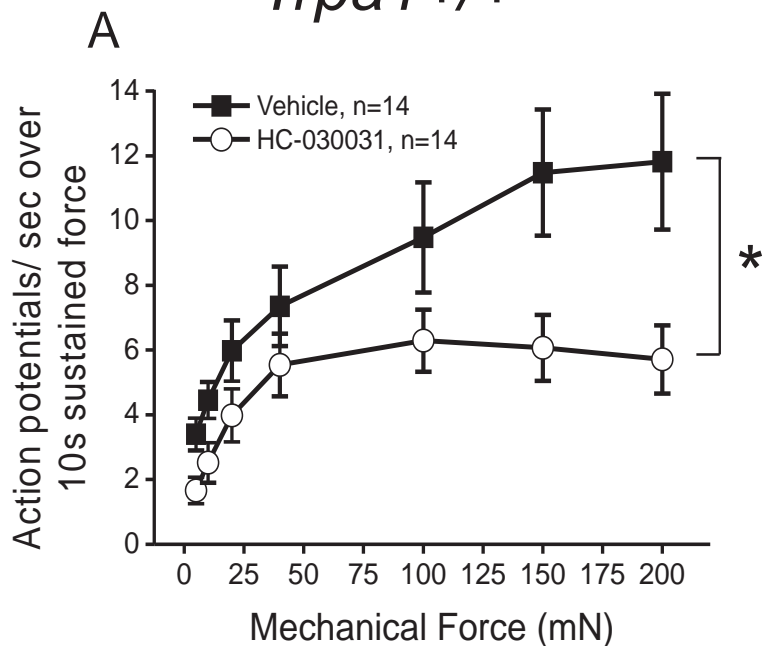 A
14
12
10
8
6
4
2
0
Vehicle, n=14
HC-030031, n=14
*
Action potentials/ sec over
10s sustained force
0 25 50 75 100 125 150 175 200
Mechanical Force (mN)